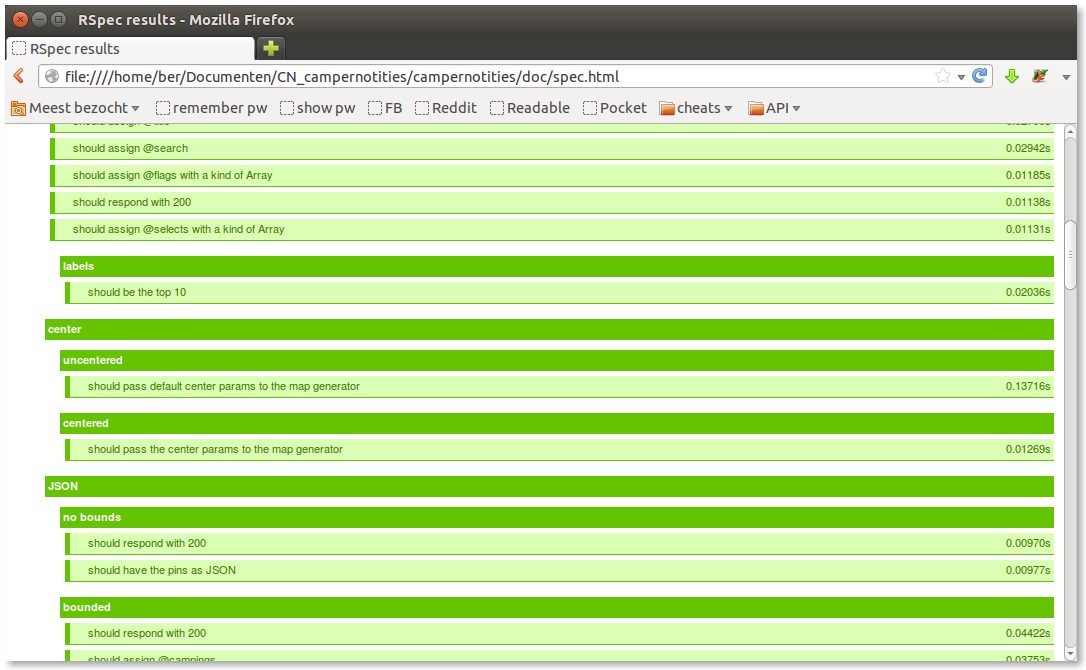 RSpec results - Mozilla Firefox
RSpec results
file:////home/ber/Documenten/CN_campernotities/campernotities/doc/spec.html
Meest bezocht remember pw show pw FB Reddit Readable Pocket cheats API
should assign @search 0.02942s
should assign @flags with a kind of Array 0.01185s
should respond with 200 0.01138s
should assign @selects with a kind of Array 0.01131s
labels
should be the top 10 0.02036s
center
uncentered
should pass default center params to the map generator 0.13716s
centered
should pass the center params to the map generator 0.01269s
JSON
no bounds
should respond with 200 0.00970s
should have the pins as JSON 0.00977s
bounded
should respond with 200 0.04422s
should assign @campings 0.03753s